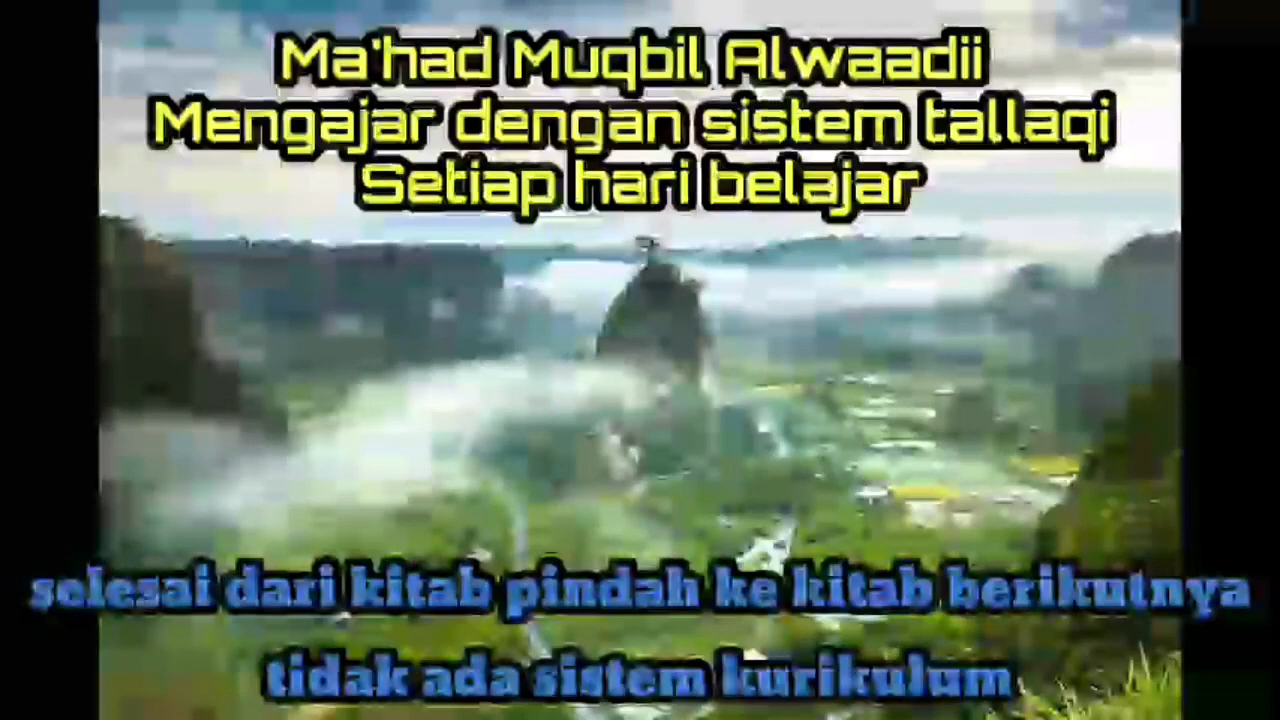 Ma'had Muqbil Alwaadii
Mengajar dengan sistem tallaqi
Setiap hari belajar
selesai dari kitab pindah ke kitab berikutnya
tidak ada sistem kurikulum